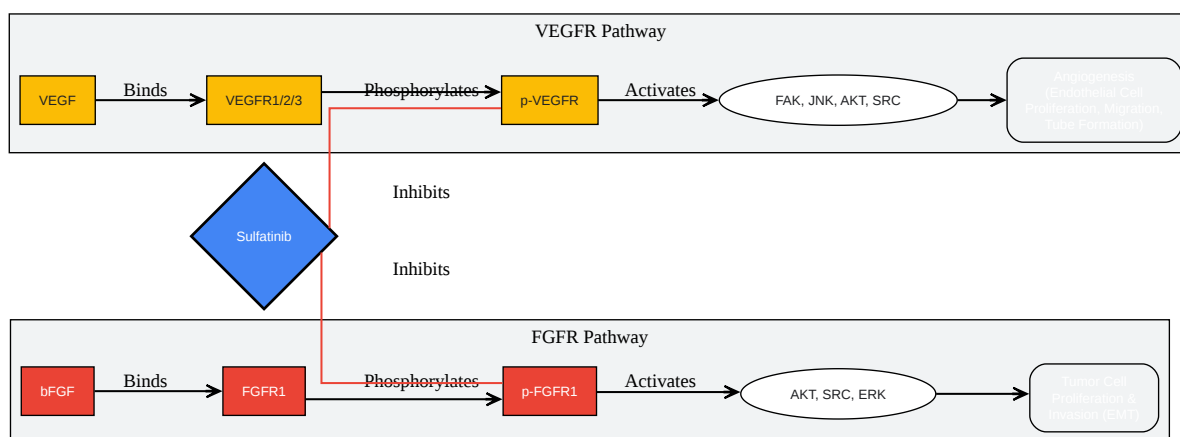 VEGFR Pathway
VEGF
Binds
VEGFR1/2/3
Phosphorylates
p-VEGFR
Activates
FAK, JNK, AKT, SRC
Angiogenesis
(Endothelial Cell
Proliferation, Migration,
Tube Formation)
Inhibits
Sulfatinib
Inhibits
FGFR Pathway
bFGF
Binds
FGFR1
Phosphorylates
p-FGFR1
Activates
AKT, SRC, ERK
Tumor Cell
Proliferation &
Invasion (EMT)